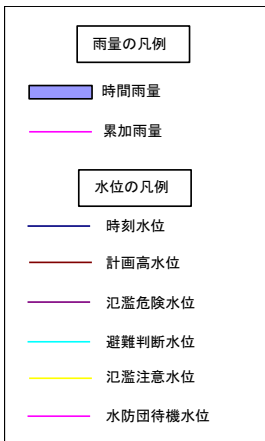 雨量の凡例
時間雨量
累加雨量
水位の凡例
時刻水位
計画高水位
氾濫危険水位
避難判断水位
氾濫注意水位
水防団待機水位